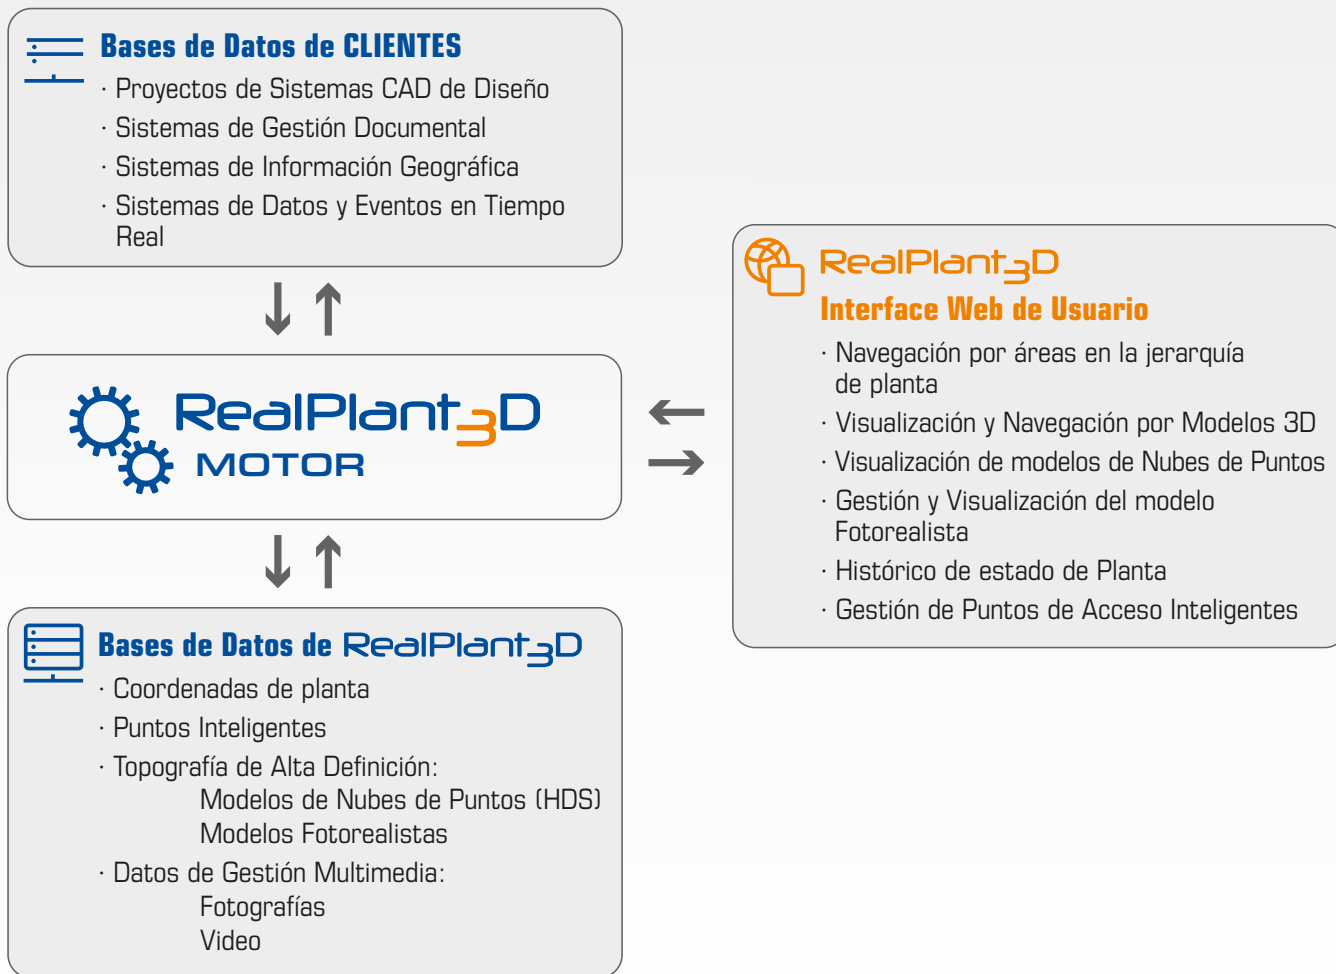 Bases de Datos de CLIENTES
· Proyectos de Sistemas CAD de Diseño
· Sistemas de Gestión Documental
· Sistemas de Información Geográfica
· Sistemas de Datos y Eventos en Tiempo
Real
RealPlant3D
MOTOR
Bases de Datos de RealPlant3D
· Coordenadas de planta
· Puntos Inteligentes
· Topografía de Alta Definición:
Modelos de Nubes de Puntos (HDS)
Modelos Fotorealistas
· Datos de Gestión Multimedia:
Fotografías
Video
RealPlant3D
Interface Web de Usuario
· Navegación por áreas en la jerarquía
de planta
· Visualización y Navegación por Modelos 3D
· Visualización de modelos de Nubes de Puntos
· Gestión y Visualización del modelo
Fotorealista
· Histórico de estado de Planta
· Gestión de Puntos de Acceso Inteligentes